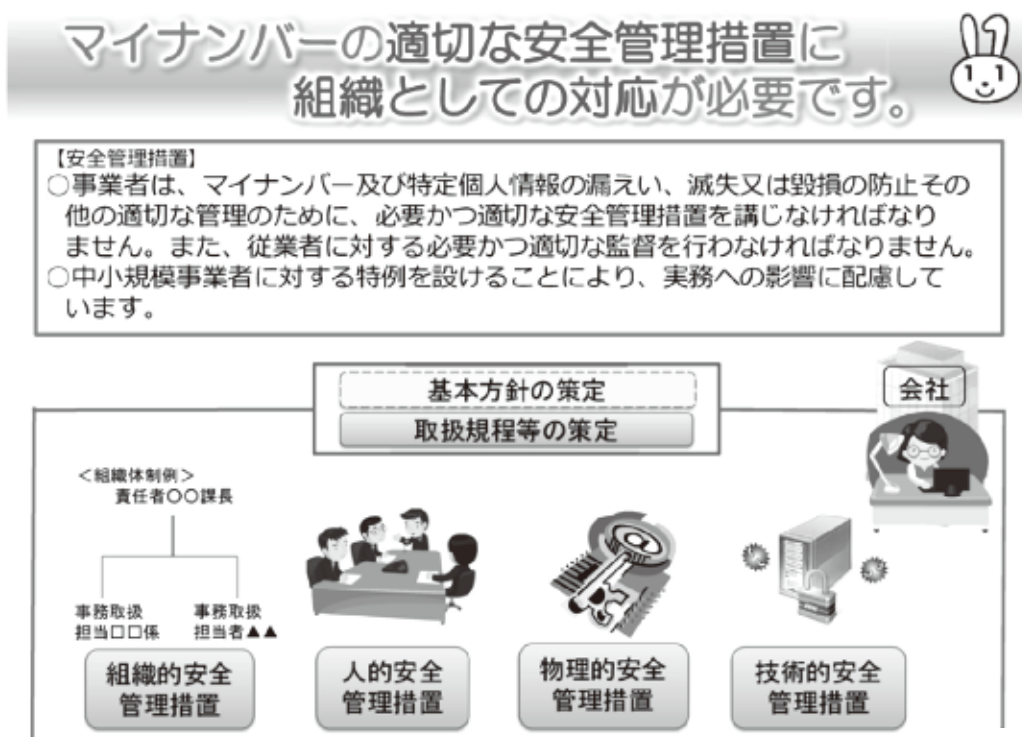 マイナンバーの適切な安全管理措置に
組織としての対応が必要です。
【安全管理措置】
○事業者は、マイナンバー及び特定個人情報の漏えい、滅失又は毀損の防止その
他の適切な管理のために、必要かつ適切な安全管理措置を講じなければなり
ません。また、従業者に対する必要かつ適切な監督を行わなければなりません。
○中小規模事業者に対する特例を設けることにより、実務への影響に配慮して
います。
基本方針の策定
取扱規程等の策定
会社
＜組織体制例＞
責任者〇〇課長
事務取扱
担当□□係
事務取扱
担当者▲▲
@
組織的安全
管理措置
人的安全
管理措置
物理的安全
管理措置
技術的安全
管理措置